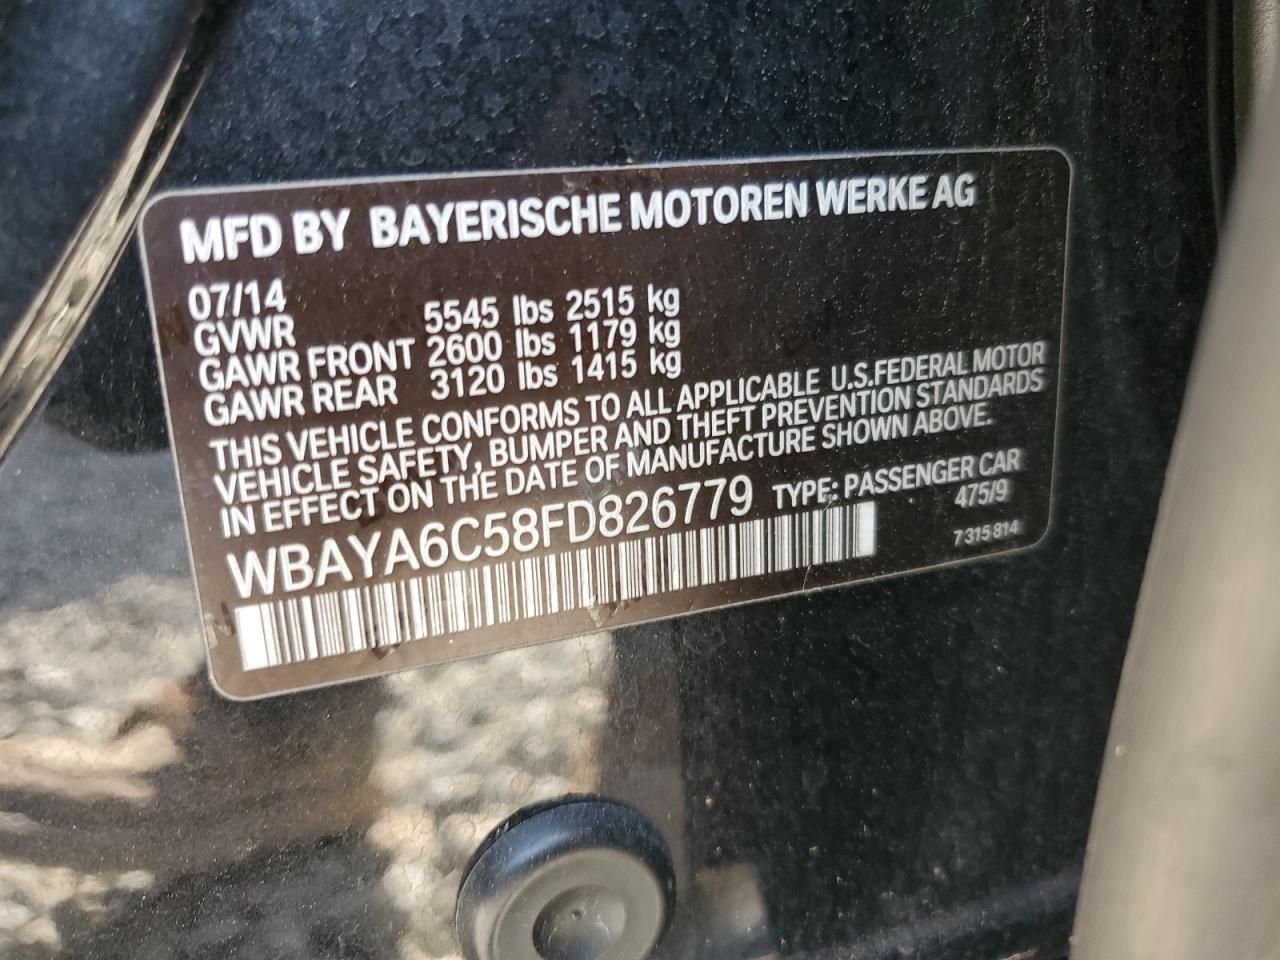 MFD BY BAYERISCHE MOTOREN WERKE AG
07/14
GVWR 5545 lbs 2515 kg
GAWR FRONT 2600 lbs 1179 kg
GAWR REAR 3120 lbs 1415 kg
THIS VEHICLE CONFORMS TO ALL APPLICABLE U.S.FEDERAL MOTOR
VEHICLE SAFETY, BUMPER AND THEFT PREVENTION STANDARDS
IN EFFECT ON THE DATE OF MANUFACTURE SHOWN ABOVE.
WBAYA6C58FD826779 TYPE: PASSENGER CAR
475/9
7 315 814